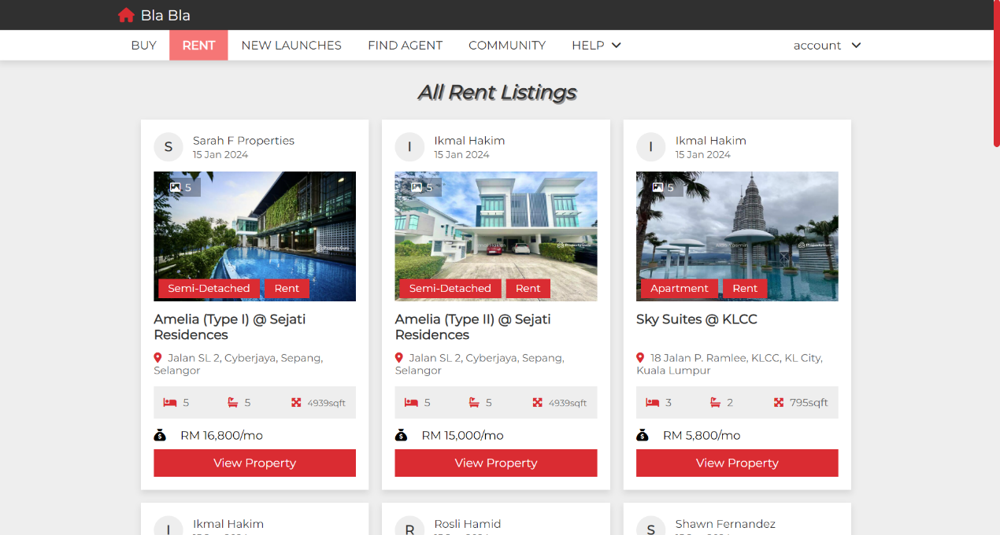 Bla Bla
BUY
RENT
NEW LAUNCHES
FIND AGENT
COMMUNITY
HELP
account
All Rent Listings
S
Sarah F Properties
15 Jan 2024
5
Semi-Detached
Rent
Amelia (Type I) @ Sejati
Residences
Jalan SL 2, Cyberjaya, Sepang,
Selangor
5
5
4939sqft
RM 16,800/mo
View Property
I
Ikmal Hakim
15 Jan 2024
5
PropertyGuru
Semi-Detached
Rent
Amelia (Type II) @ Sejati
Residences
Jalan SL 2, Cyberjaya, Sepang,
Selangor
5
5
4939sqft
RM 15,000/mo
View Property
I
Ikmal Hakim
15 Jan 2024
5
PropertyGuru
Apartment
Rent
Sky Suites @ KLCC
18 Jalan P. Ramlee, KLCC, KL City,
Kuala Lumpur
3
2
795sqft
RM 5,800/mo
View Property
I
Ikmal Hakim
R
Rosli Hamid
S
Shawn Fernandez